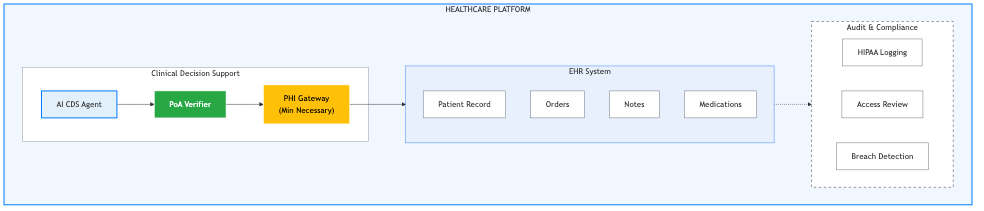 HEALTHCARE PLATFORM
Clinical Decision Support
AI CDS Agent
PoA Verifier
PHI Gateway
(Min Necessary)
EHR System
Patient Record
Orders
Notes
Medications
Audit & Compliance
HIPAA Logging
Access Review
Breach Detection